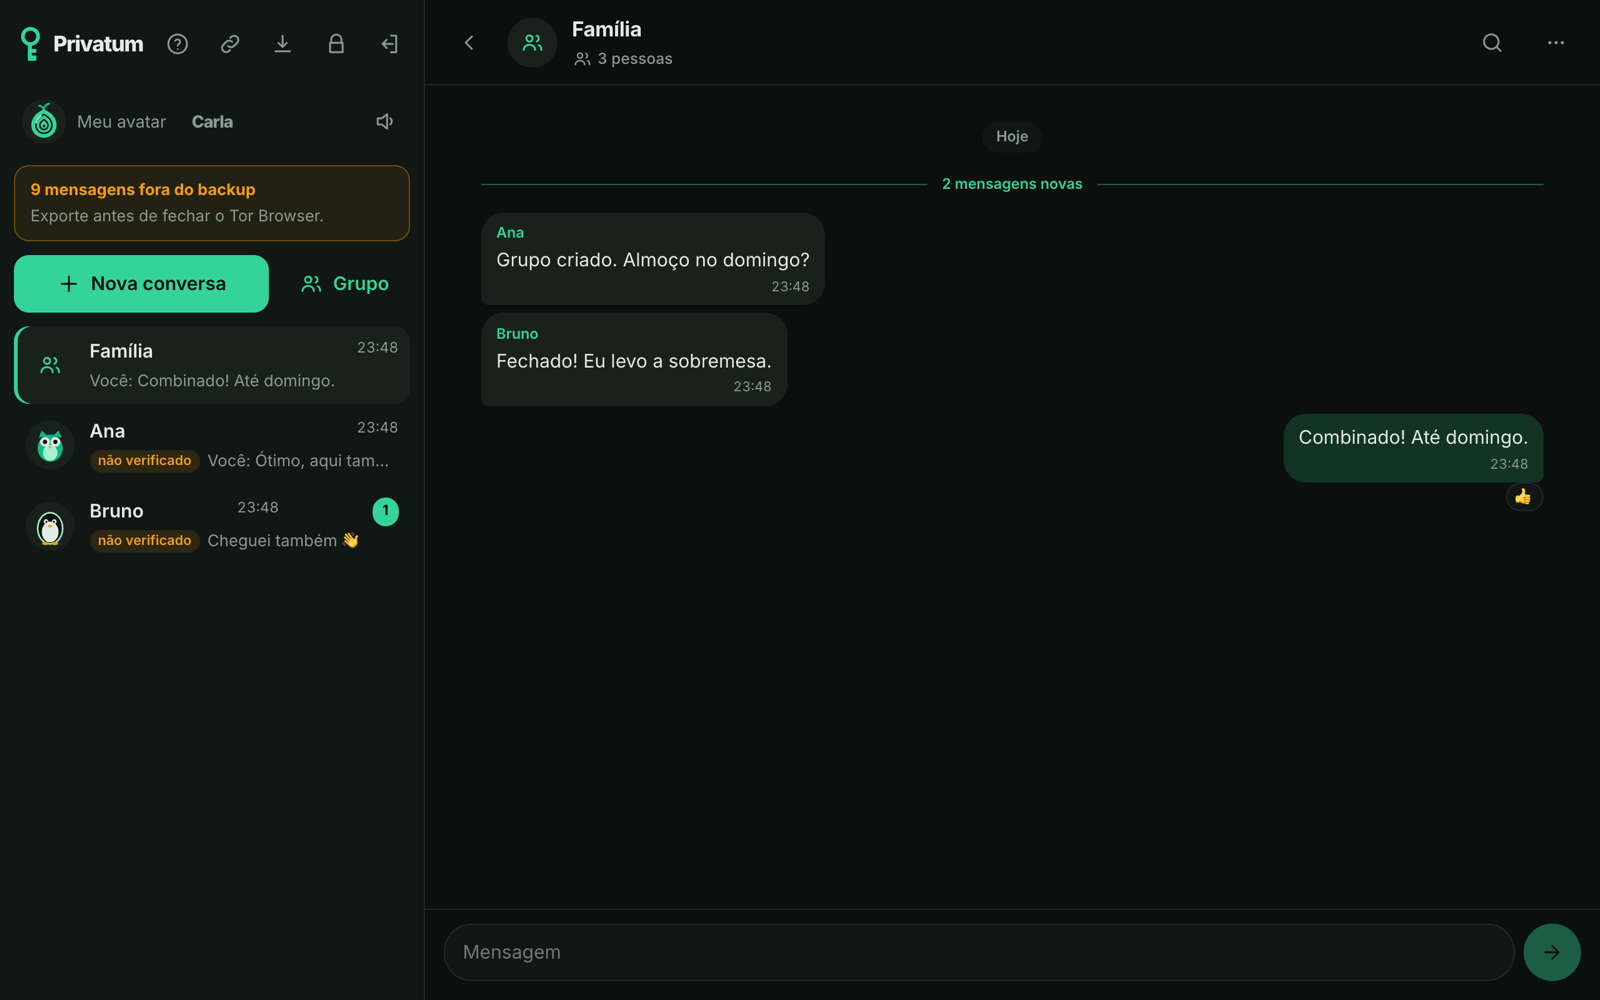 Privatum
Meu avatar Carla
9 mensagens fora do backup
Exporte antes de fechar o Tor Browser.
Nova conversa
Grupo
Família 23:48
Você: Combinado! Até domingo.
Ana 23:48
não verificado Você: Ótimo, aqui tam...
Bruno 23:48 1
não verificado Cheguei também 👋
Família
3 pessoas
Hoje
2 mensagens novas
Ana
Grupo criado. Almoço no domingo?
23:48
Bruno
Fechado! Eu levo a sobremesa.
23:48
Combinado! Até domingo.
23:48
👍
Mensagem